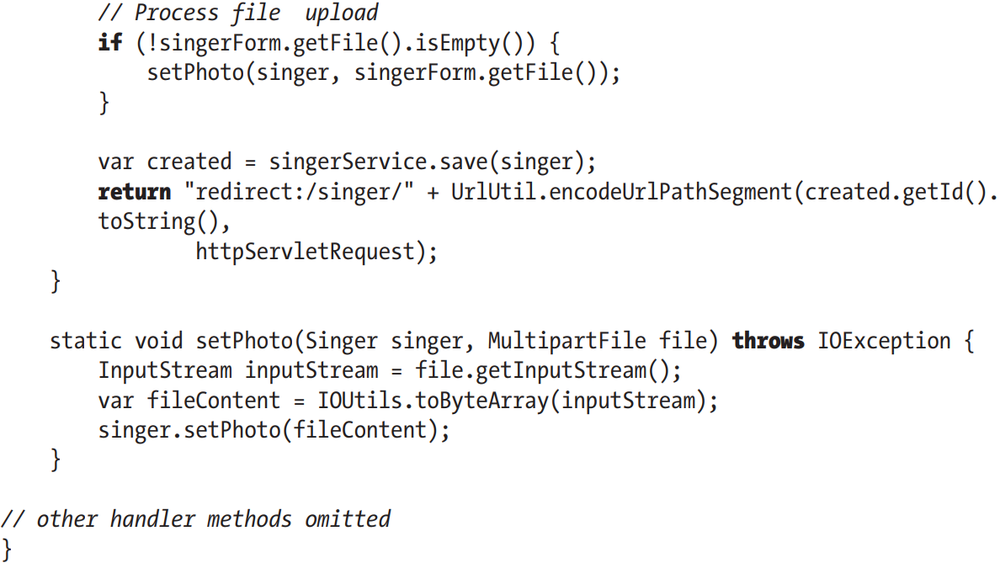 // Process file  upload
if (!singerForm.getFile().isEmpty()) {
setPhoto(singer, singerForm.getFile());
}
var created = singerService.save(singer);
return "redirect:/singer/" + UrlUtil.encodeUrlPathSegment(created.getId().
toString(),
httpServletRequest);
}
static void setPhoto(Singer singer, MultipartFile file) throws IOException {
InputStream inputStream = file.getInputStream();
var fileContent = IOUtils.toByteArray(inputStream);
singer.setPhoto(fileContent);
}
// other handler methods omitted
}